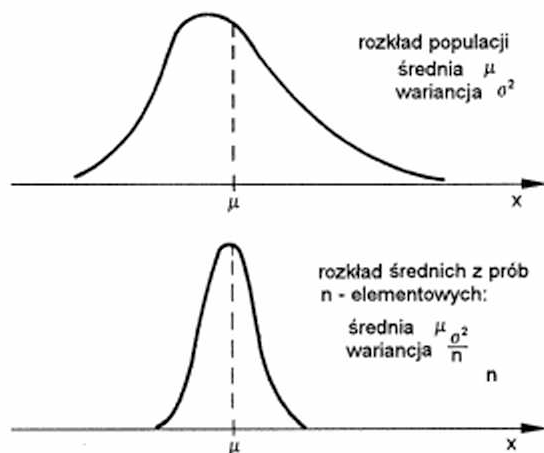 rozkład populacji
średnia μ
wariancja σ²
μ
x
rozkład średnich z prób
n - elementowych:
średnia μ
wariancja σ²/n
n
μ
x